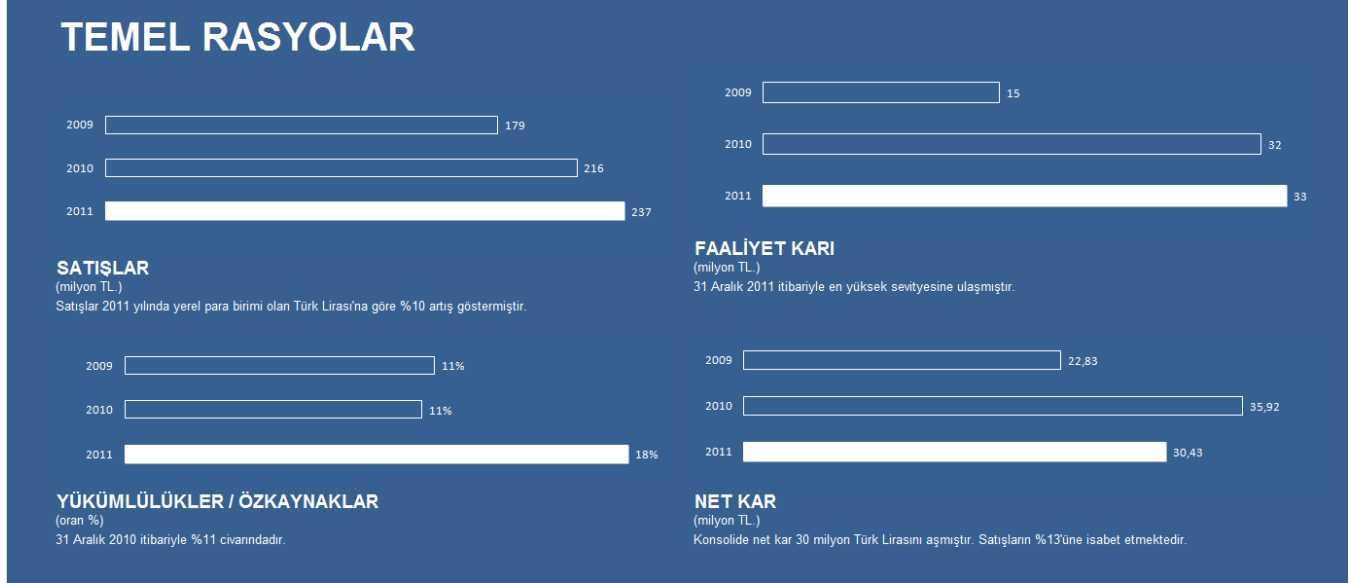 TEMEL RASYOLAR
2009 179
2010 216
2011 237
SATIŞLAR
(milyon TL.)
Satışlar 2011 yılında yerel para birimi olan Türk Lirası'na göre %10 artış göstermiştir.
2009 15
2010 32
2011 33
FAALİYET KARI
(milyon TL.)
31 Aralık 2011 itibariyle en yüksek sevityesine ulaşmıştır.
2009 11%
2010 11%
2011 18%
YÜKÜMLÜLÜKLER / ÖZKAYNAKLAR
(oran %)
31 Aralık 2010 itibariyle %11 civarındadır.
2009 22,83
2010 35,92
2011 30,43
NET KAR
(milyon TL.)
Konsolide net kar 30 milyon Türk Lirasını aşmıştır. Satışların %13'üne isabet etmektedir.